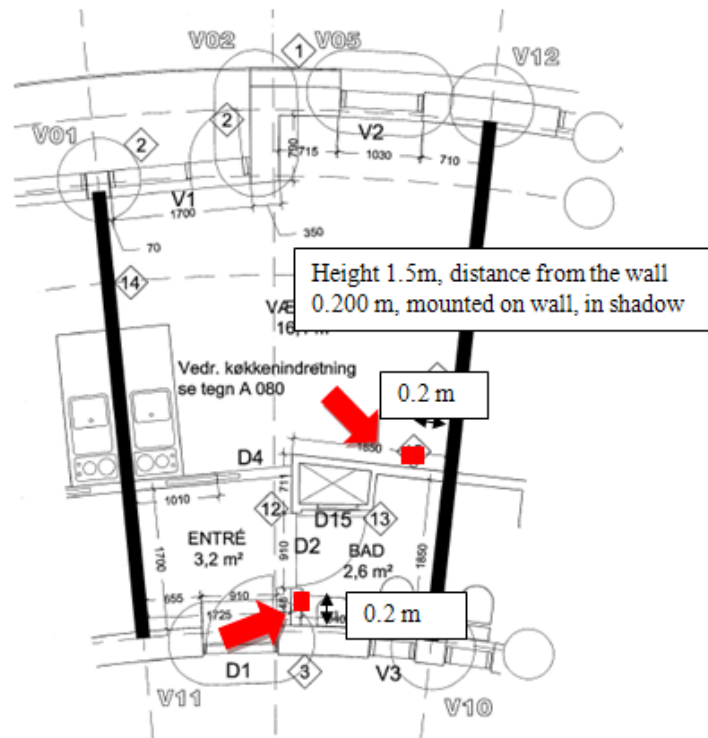 V02
1
V05
V12
V01
2
2
V2
700
715
1030
710
V1
1700
350
70
14
Height 1.5m, distance from the wall
0.200 m, mounted on wall, in shadow
Vedr. køkkenindretning
se tegn A 080
0.2 m
1850
D4
711
1010
12
D15
13
ENTRÉ
3,2 m²
D2
910
BAD
2,6 m²
1700
1850
655
910
1725
0.2 m
D1
3
V3
V11
V10